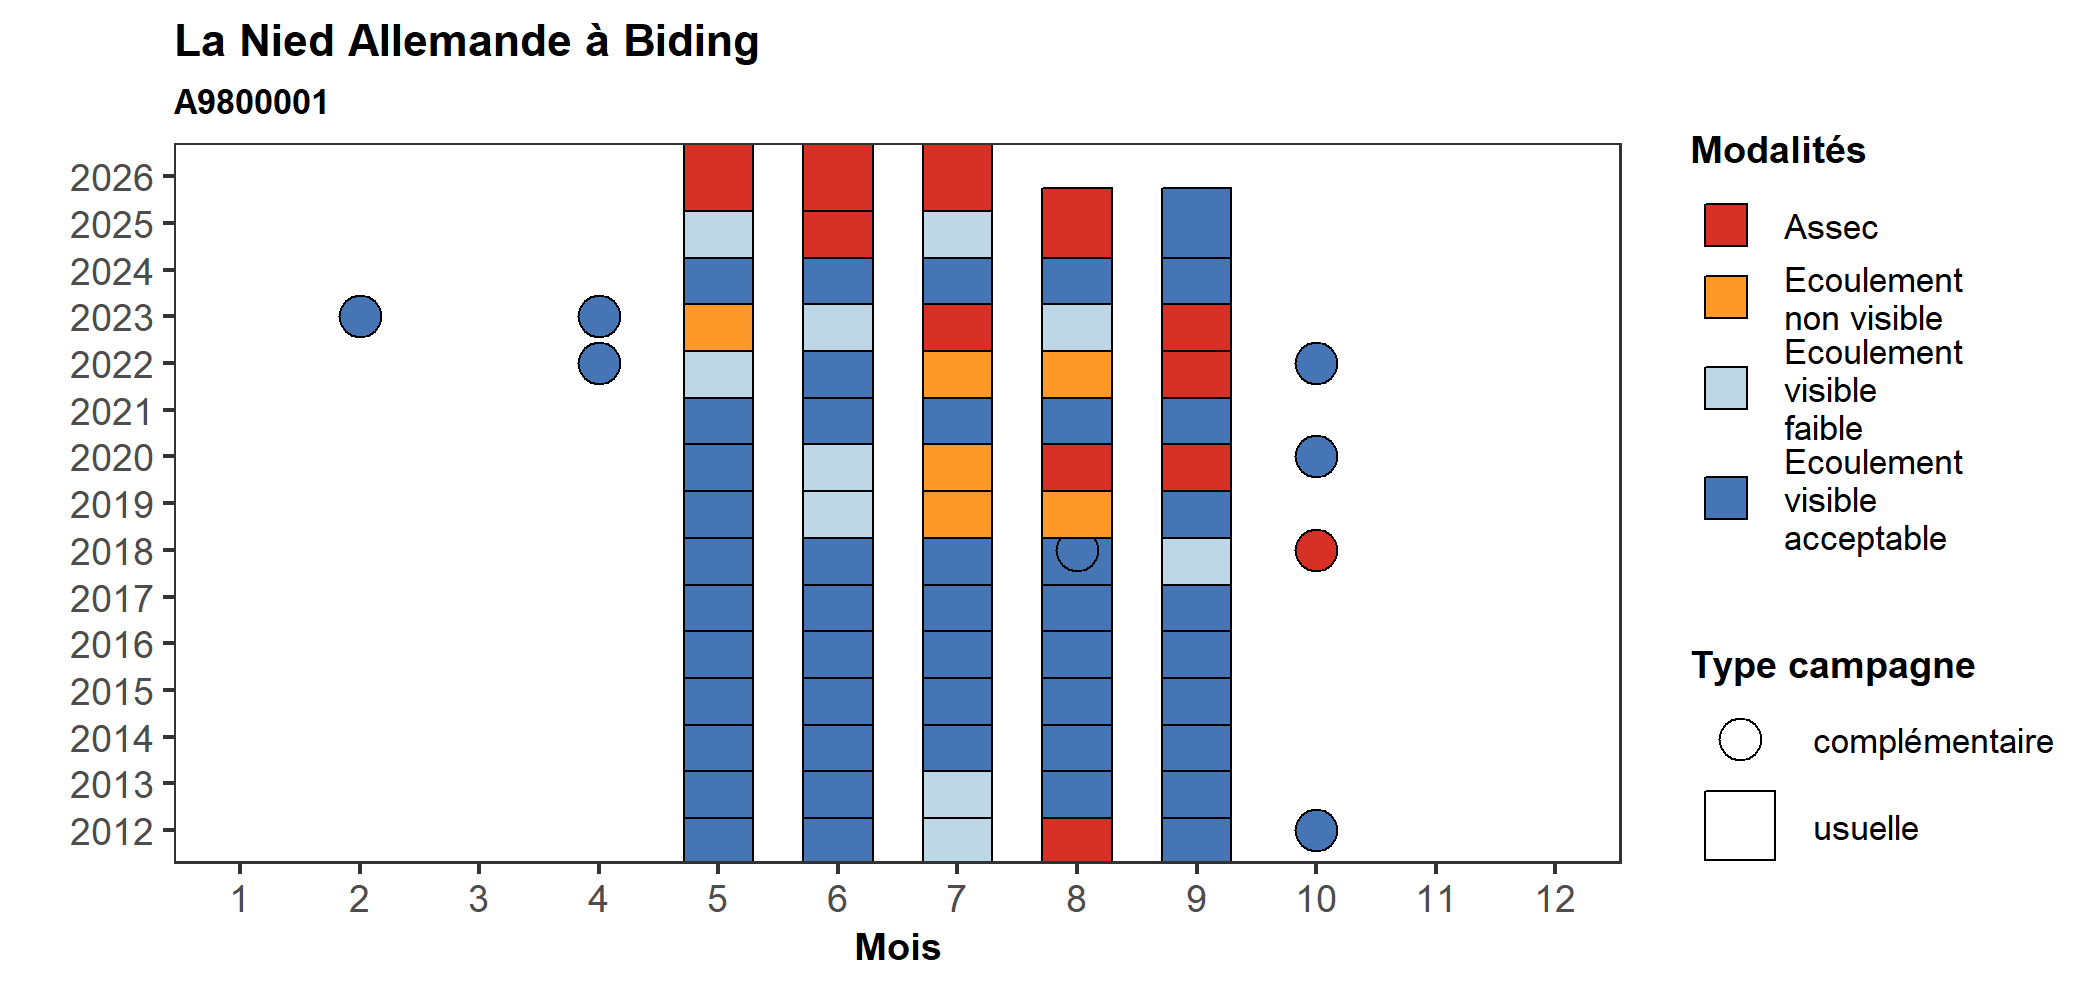 La Nied Allemande à Biding
A9800001
2026
2025
2024
2023
2022
2021
2020
2019
2018
2017
2016
2015
2014
2013
2012
1 2 3 4 5 6 7 8 9 10 11 12
Mois
Modalités
Assec
Ecoulement
non visible
Ecoulement
visible
faible
Ecoulement
visible
acceptable
Type campagne
complémentaire
usuelle